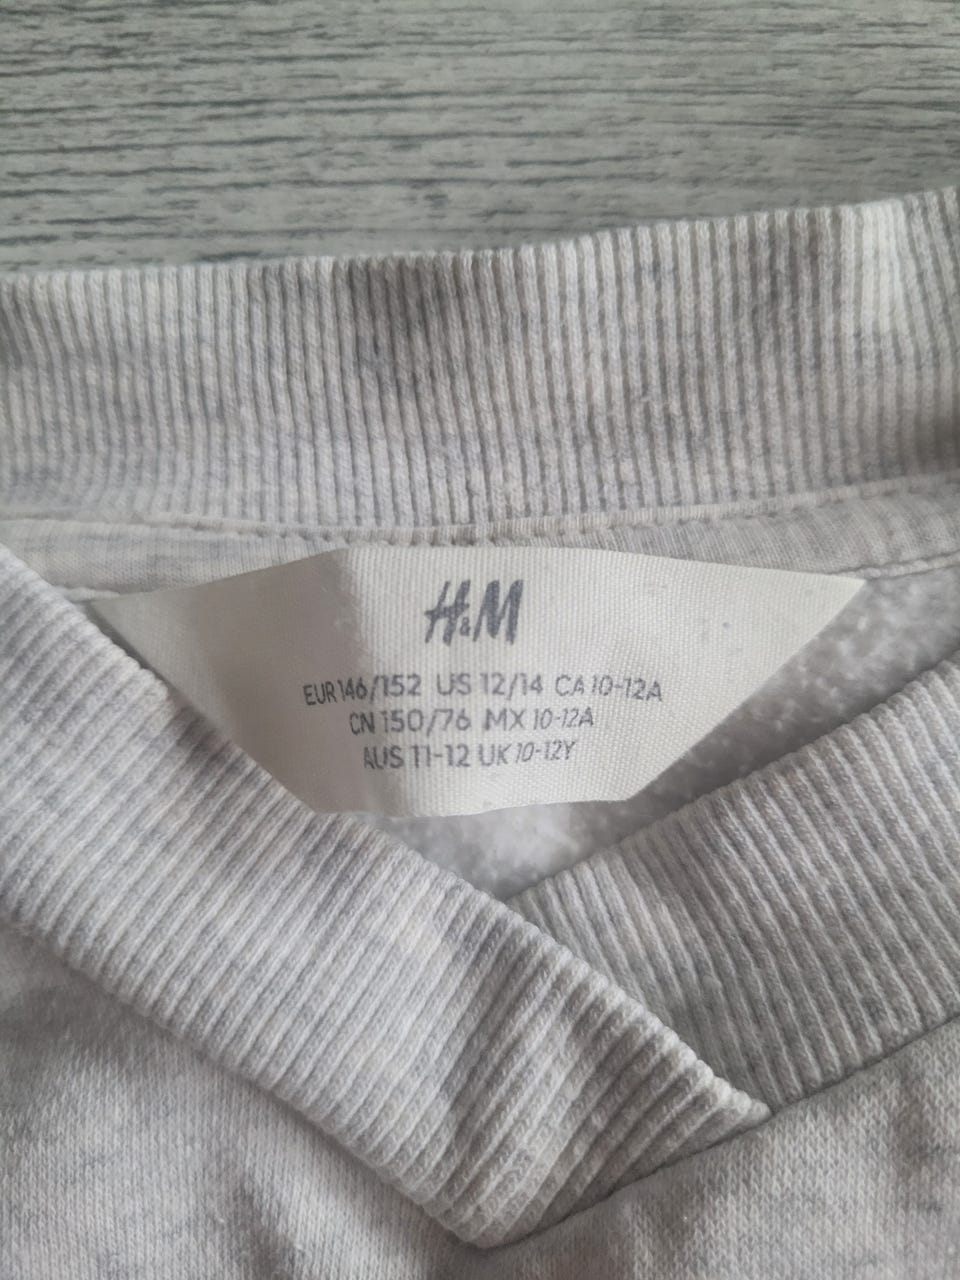 H&M
EUR 146/152 US 12/14 CA 10-12A
CN 150/76 MX 10-12A
AUS 11-12 UK 10-12Y